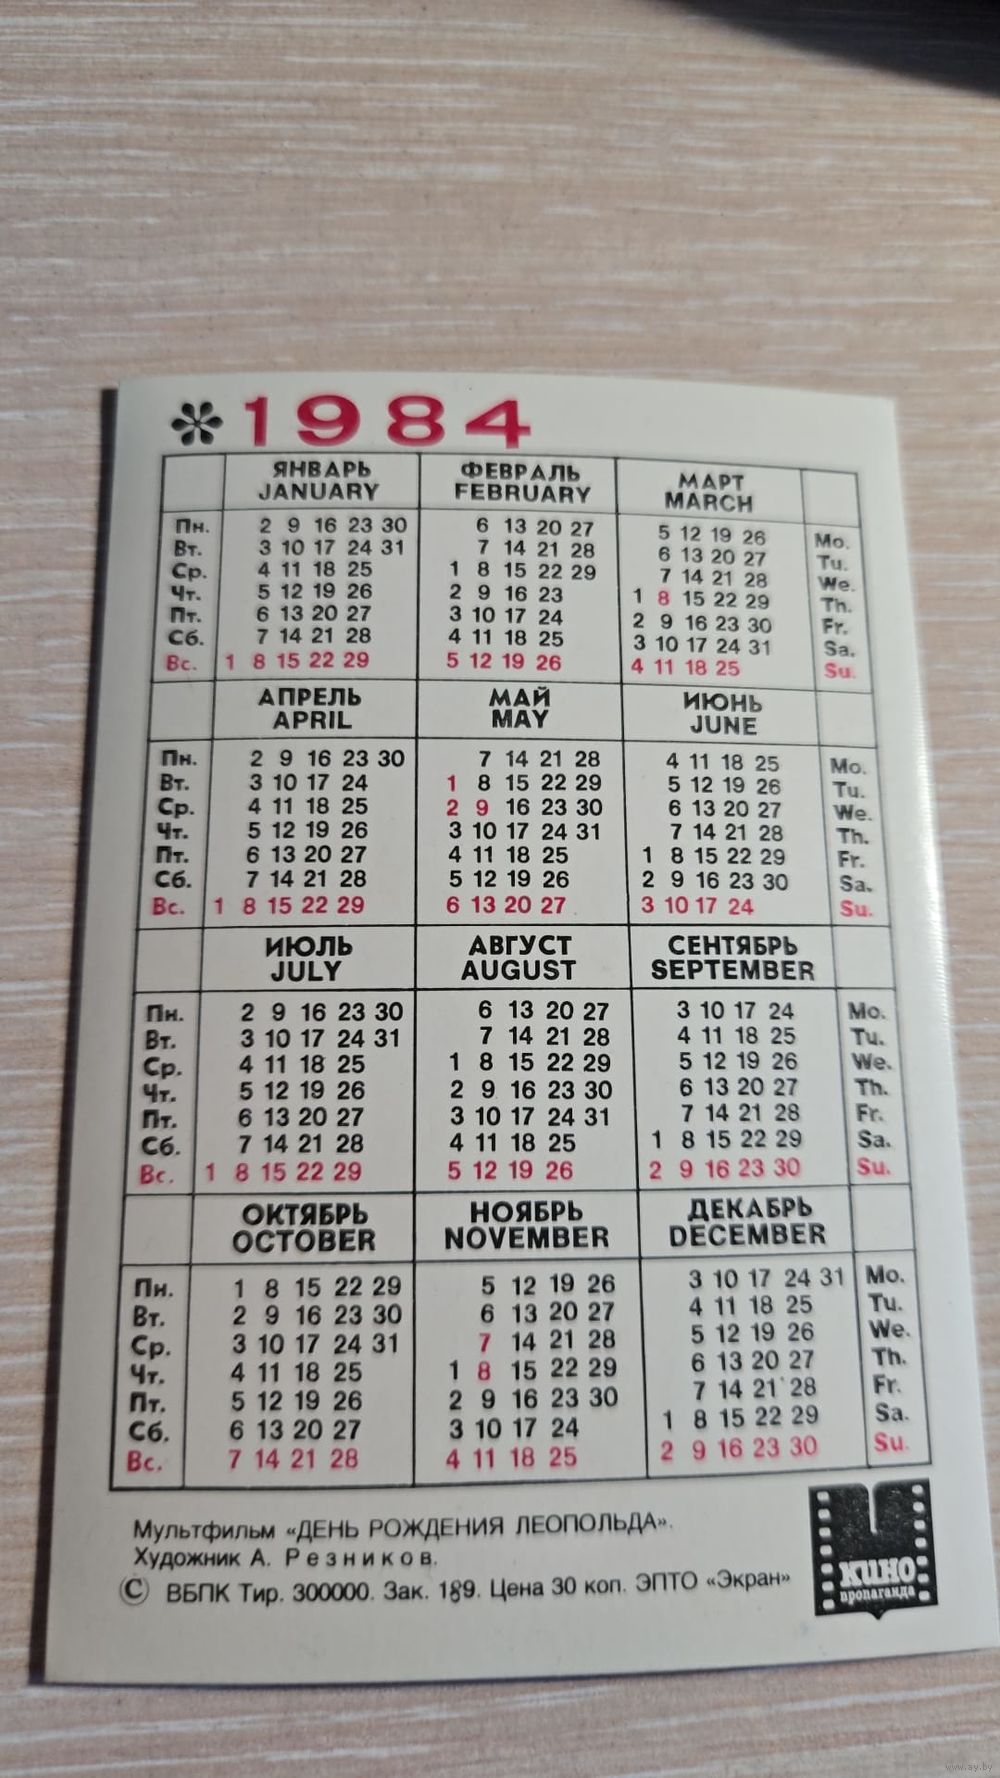 * 1984
ЯНВАРЬ ФЕВРАЛЬ МАРТ
JANUARY FEBRUARY MARCH
Пн. 2 9 16 23 30 6 13 20 27 5 12 19 26 Mo.
Вт. 3 10 17 24 31 7 14 21 28 6 13 20 27 Tu.
Ср. 4 11 18 25 1 8 15 22 29 7 14 21 28 We.
Чт. 5 12 19 26 2 9 16 23 1 8 15 22 29 Th.
Пт. 6 13 20 27 3 10 17 24 2 9 16 23 30 Fr.
Сб. 7 14 21 28 4 11 18 25 3 10 17 24 31 Sa.
Вс. 1 8 15 22 29 5 12 19 26 4 11 18 25 Su.
АПРЕЛЬ МАЙ ИЮНЬ
APRIL MAY JUNE
Пн. 2 9 16 23 30 7 14 21 28 4 11 18 25 Mo.
Вт. 3 10 17 24 1 8 15 22 29 5 12 19 26 Tu.
Ср. 4 11 18 25 2 9 16 23 30 6 13 20 27 We.
Чт. 5 12 19 26 3 10 17 24 31 7 14 21 28 Th.
Пт. 6 13 20 27 4 11 18 25 1 8 15 22 29 Fr.
Сб. 7 14 21 28 5 12 19 26 2 9 16 23 30 Sa.
Вс. 1 8 15 22 29 6 13 20 27 3 10 17 24 Su.
ИЮЛЬ АВГУСТ СЕНТЯБРЬ
JULY AUGUST SEPTEMBER
Пн. 2 9 16 23 30 6 13 20 27 3 10 17 24 Mo.
Вт. 3 10 17 24 31 7 14 21 28 4 11 18 25 Tu.
Ср. 4 11 18 25 1 8 15 22 29 5 12 19 26 We.
Чт. 5 12 19 26 2 9 16 23 30 6 13 20 27 Th.
Пт. 6 13 20 27 3 10 17 24 31 7 14 21 28 Fr.
Сб. 7 14 21 28 4 11 18 25 1 8 15 22 29 Sa.
Вс. 1 8 15 22 29 5 12 19 26 2 9 16 23 30 Su.
ОКТЯБРЬ НОЯБРЬ ДЕКАБРЬ
OCTOBER NOVEMBER DECEMBER
Пн. 1 8 15 22 29 5 12 19 26 3 10 17 24 31 Mo.
Вт. 2 9 16 23 30 6 13 20 27 4 11 18 25 Tu.
Ср. 3 10 17 24 31 7 14 21 28 5 12 19 26 We.
Чт. 4 11 18 25 1 8 15 22 29 6 13 20 27 Th.
Пт. 5 12 19 26 2 9 16 23 30 7 14 21 28 Fr.
Сб. 6 13 20 27 3 10 17 24 1 8 15 22 29 Sa.
Вс. 7 14 21 28 4 11 18 25 2 9 16 23 30 Su.
Мультфильм «ДЕНЬ РОЖДЕНИЯ ЛЕОПОЛЬДА».
Художник А. Резников.
© ВБПК Тир. 300000. Зак. 189. Цена 30 коп. ЭПТО «Экран»
кино
пропаганда
www.ay.by